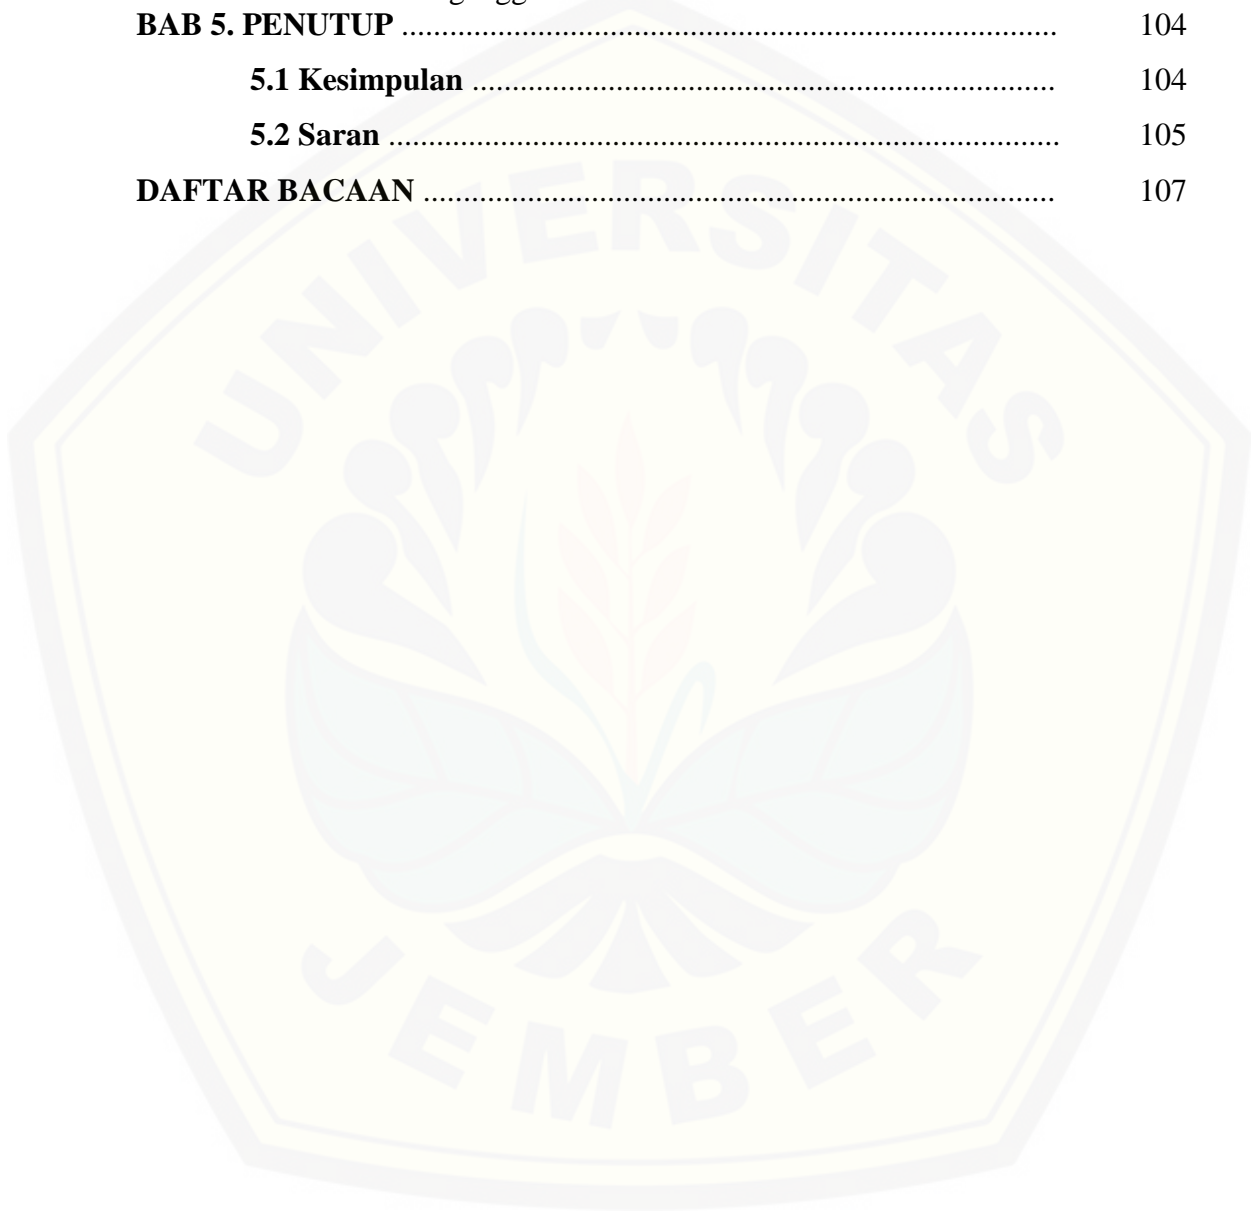 BAB 5. PENUTUP ................................................................................ 104
5.1 Kesimpulan ....................................................................... 104
5.2 Saran .................................................................................. 105
DAFTAR BACAAN ............................................................................. 107
UNIVERSITAS
JEMBER